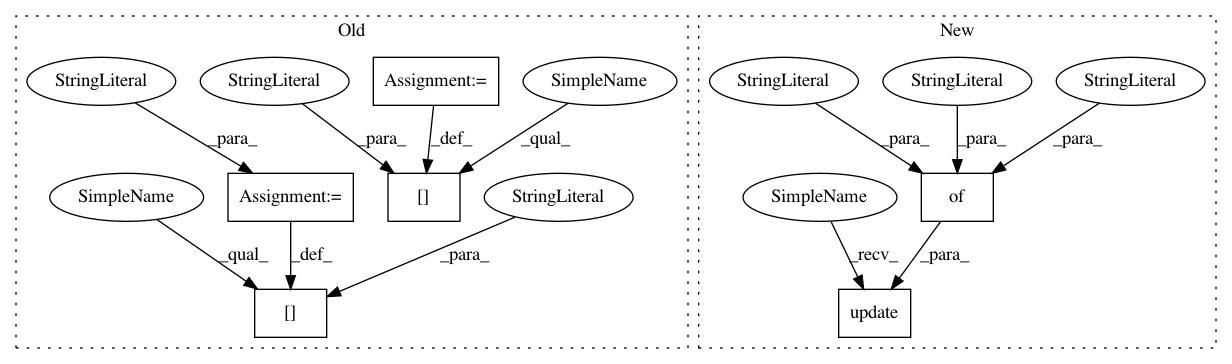 Old
New
StringLiteral
StringLiteral
Assignment:=
SimpleName
StringLiteral
StringLiteral
StringLiteral
_para_
_para_
_def_
_qual_
_para_
_para_
_para_
SimpleName
Assignment:=
[]
StringLiteral
SimpleName
of
_qual_
_def_
_para_
_recv_
_para_
[]
update